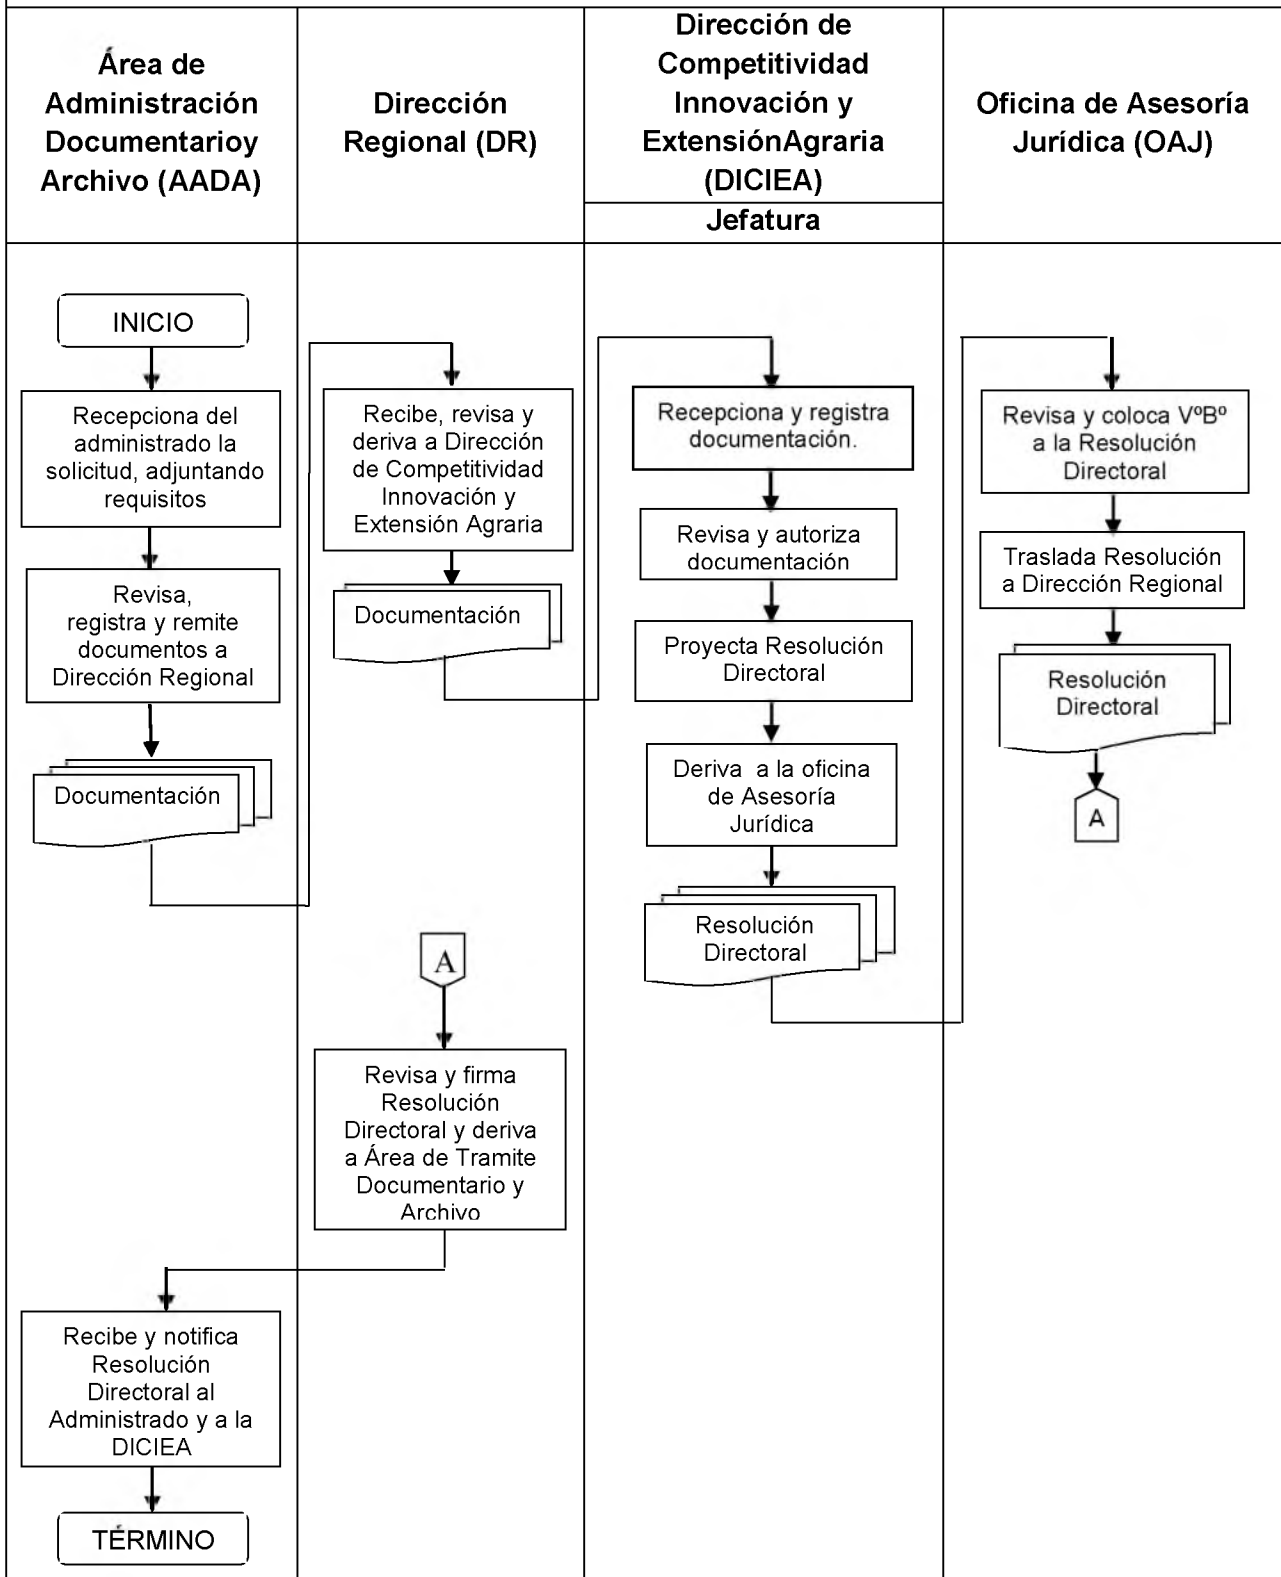 Área de
Administración
Documentarioy
Archivo (AADA)
Dirección
Regional (DR)
Dirección de
Competitividad
Innovación y
ExtensiónAgraria
(DICIEA)
Jefatura
Oficina de Asesoría
Jurídica (OAJ)
INICIO
Recepciona del
administrado la
solicitud, adjuntando
requisitos
Revisa,
registra y remite
documentos a
Dirección Regional
Documentación
Recibe, revisa y
deriva a Dirección
de Competitividad
Innovación y
Extensión Agraria
Documentación
Recepciona y registra
documentación.
Revisa y autoriza
documentación
Proyecta Resolución
Directoral
Deriva a la oficina
de Asesoría
Jurídica
Resolución
Directoral
Revisa y coloca VºBº
a la Resolución
Directoral
Traslada Resolución
a Dirección Regional
Resolución
Directoral
A
A
Revisa y firma
Resolución
Directoral y deriva
a Área de Tramite
Documentario y
Archivo
Recibe y notifica
Resolución
Directoral al
Administrado y a la
DICIEA
TÉRMINO